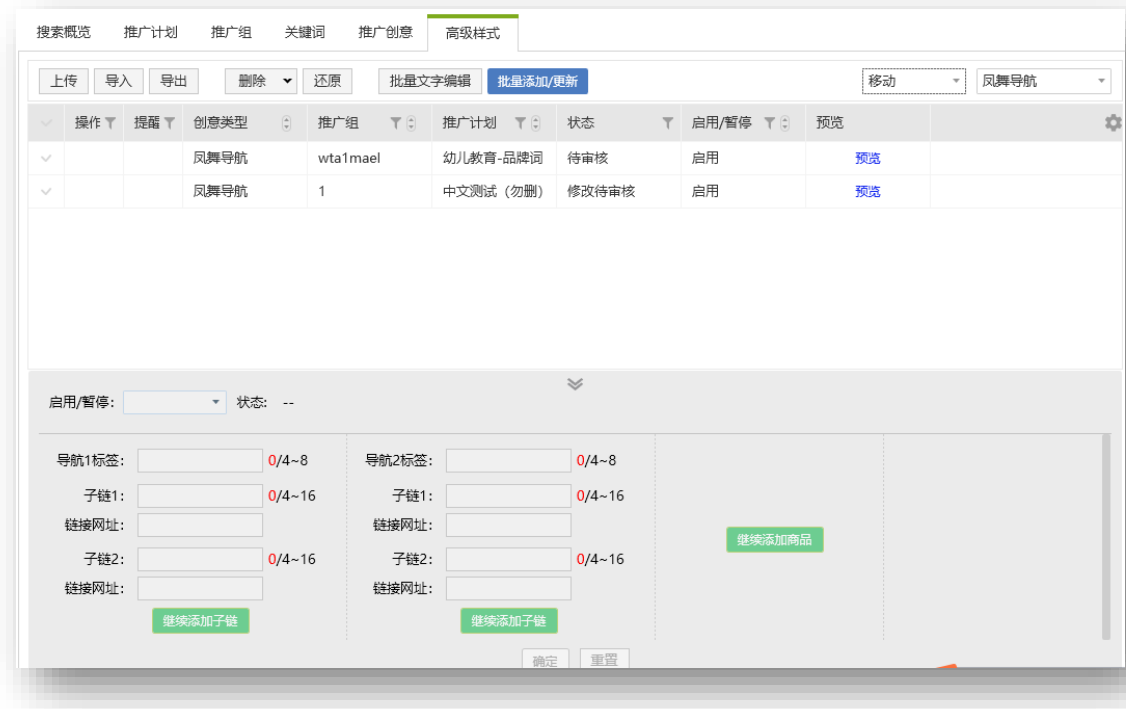 搜索概览 推广计划 推广组 关键词 推广创意 高级样式
上传 导入 导出 删除 还原 批量文字编辑 批量添加/更新 移动 凤舞导航
操作 提醒 创意类型 推广组 推广计划 状态 启用/暂停 预览
凤舞导航 wta1mael 幼儿教育-品牌词 待审核 启用 预览
凤舞导航 1 中文测试（勿删） 修改待审核 启用 预览
启用/暂停: 状态: --
导航1标签: 0/4~8 导航2标签: 0/4~8
子链1: 0/4~16 子链1: 0/4~16
链接网址: 链接网址:
继续添加商品
子链2: 0/4~16 子链2: 0/4~16
链接网址: 链接网址:
继续添加子链 继续添加子链
确定 重置